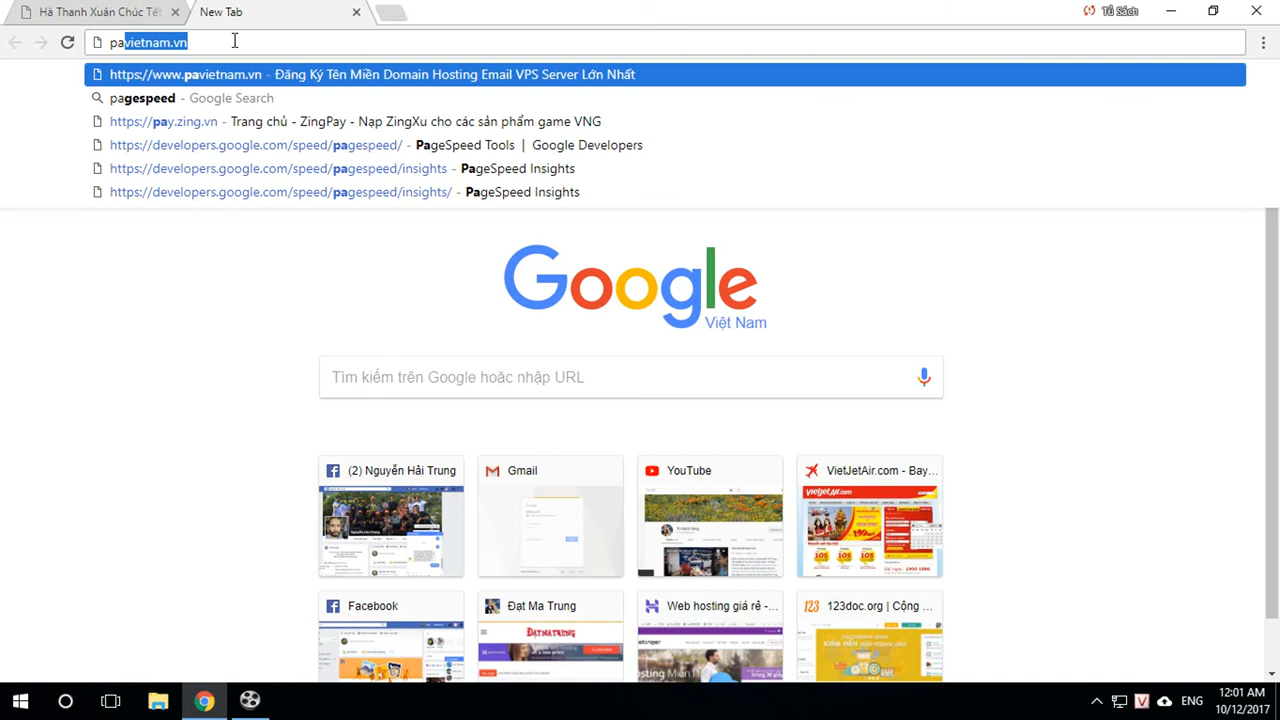 Hà Thanh Xuân Chúc Tết
New Tab
Tủ Sách
pavietnam.vn
https://www.pavietnam.vn - Đăng Ký Tên Miền Domain Hosting Email VPS Server Lớn Nhất
pagespeed - Google Search
https://pay.zing.vn - Trang chủ - ZingPay - Nạp ZingXu cho các sản phẩm game VNG
https://developers.google.com/speed/pagespeed/ - PageSpeed Tools | Google Developers
https://developers.google.com/speed/pagespeed/insights - PageSpeed Insights
https://developers.google.com/speed/pagespeed/insights/ - PageSpeed Insights
Google
Việt Nam
Tìm kiếm trên Google hoặc nhập URL
(2) Nguyễn Hải Trung
Gmail
YouTube
VietJetAir.com - Bay...
Facebook
Đạt Ma Trung
Web hosting giá rẻ -...
123doc.org | Cộng ...
ĐẠT MA TRUNG
ENG
12:01 AM
10/12/2017